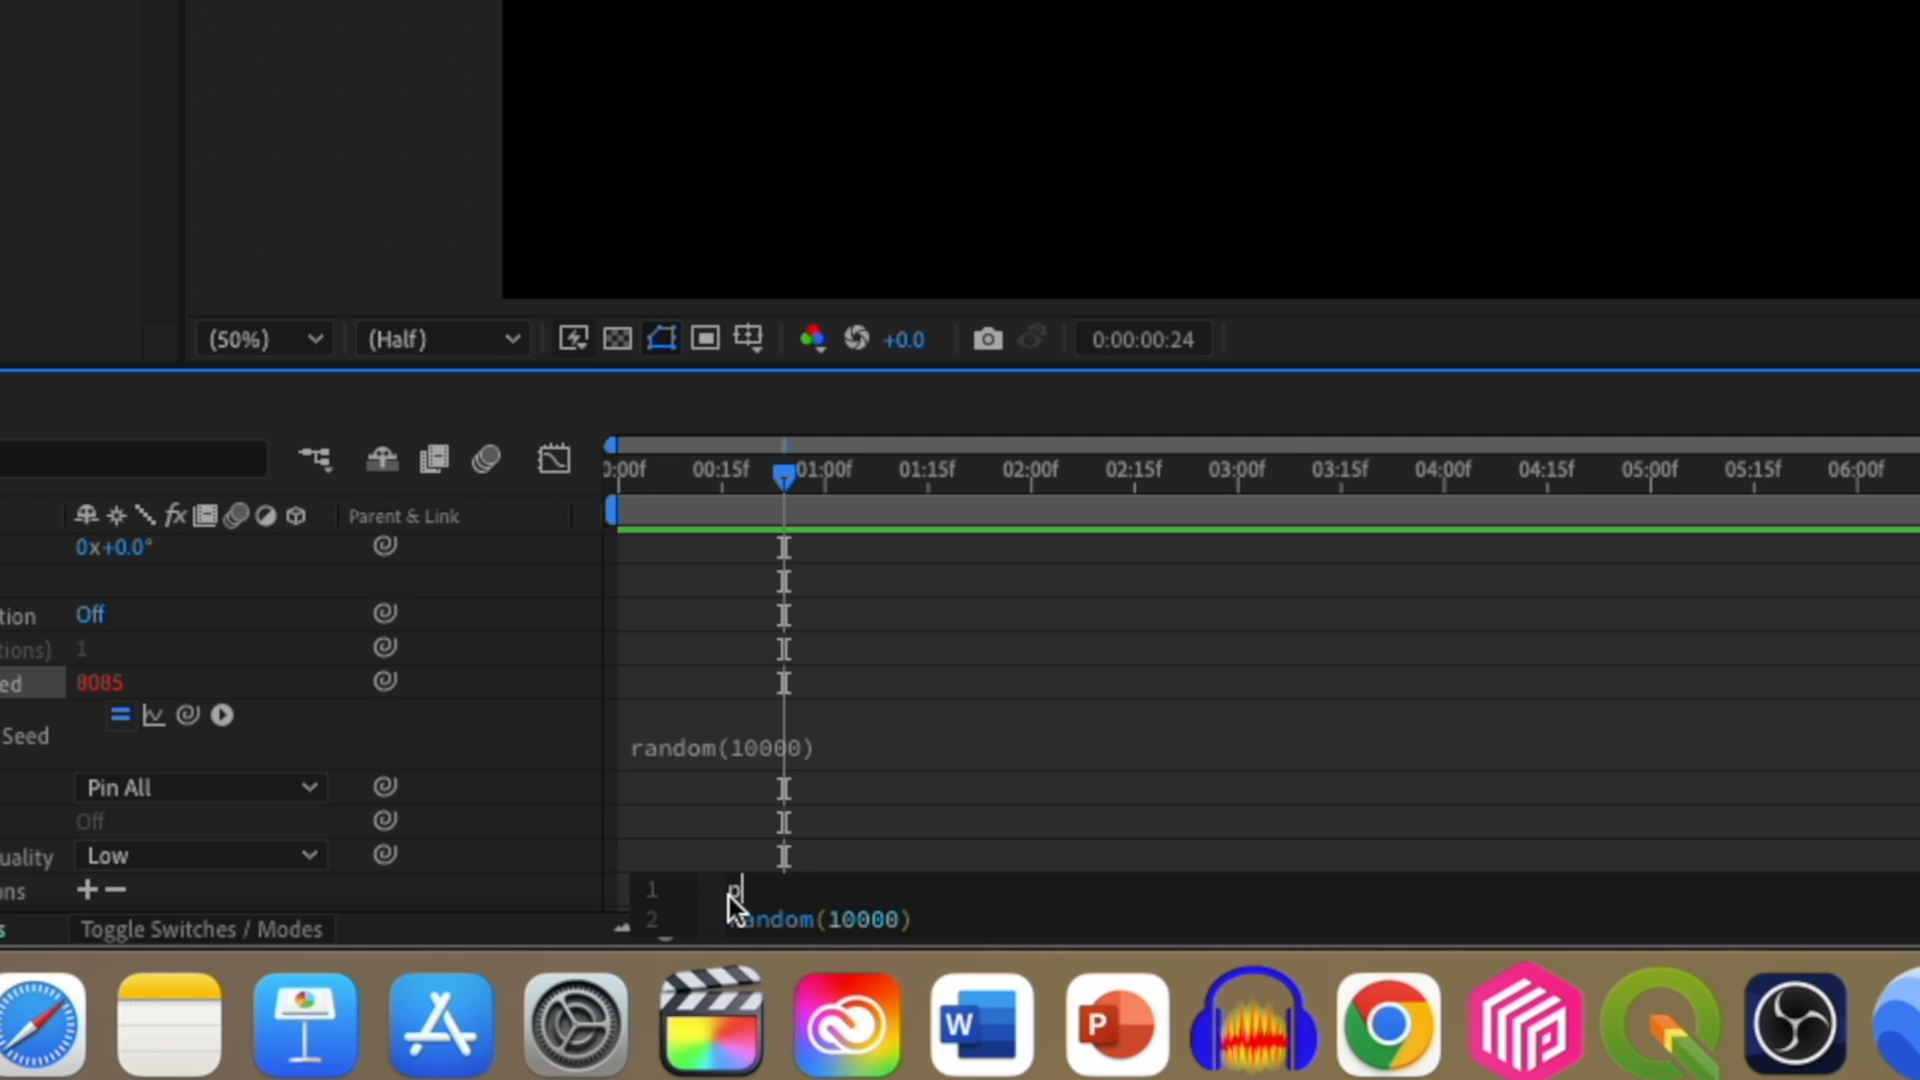 (50%)
(Half)
+0.0
0:00:00:24
0:00f 00:15f 01:00f 01:15f 02:00f 02:15f 03:00f 03:15f 04:00f 04:15f 05:00f 05:15f 06:00f
fx
Parent & Link
0x+0.0°
tion Off
tions) 1
ed 8085
Seed
random(10000)
Pin All
Off
uality Low
ons
1 p
2 random(10000)
s Toggle Switches / Modes
W P